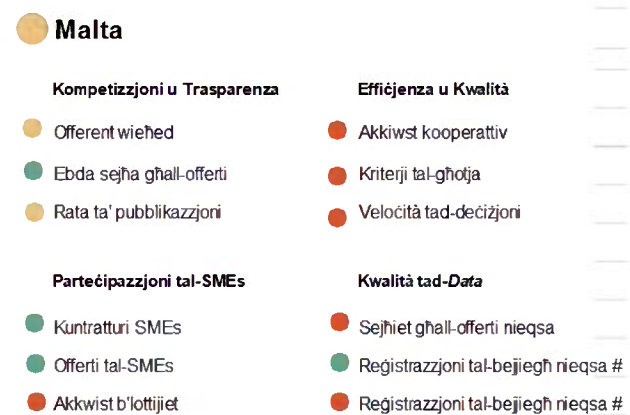 Malta
Kompetizzjoni u Trasparenza
Offerent wieħed
Ebda sejħa għall-offerti
Rata ta' pubblikazzjoni
Effiċjenza u Kwalità
Akkiwst kooperattiv
Kriterji tal-għotja
Veloċità tad-deċiżjoni
Parteċipazzjoni tal-SMEs
Kuntratturi SMEs
Offerti tal-SMEs
Akkwist b'lottijiet
Kwalità tad-Data
Sejħiet għall-offerti nieqsa
Reġistrazzjoni tal-bejjiegħ nieqsa #
Reġistrazzjoni tal-bejjiegħ nieqsa #